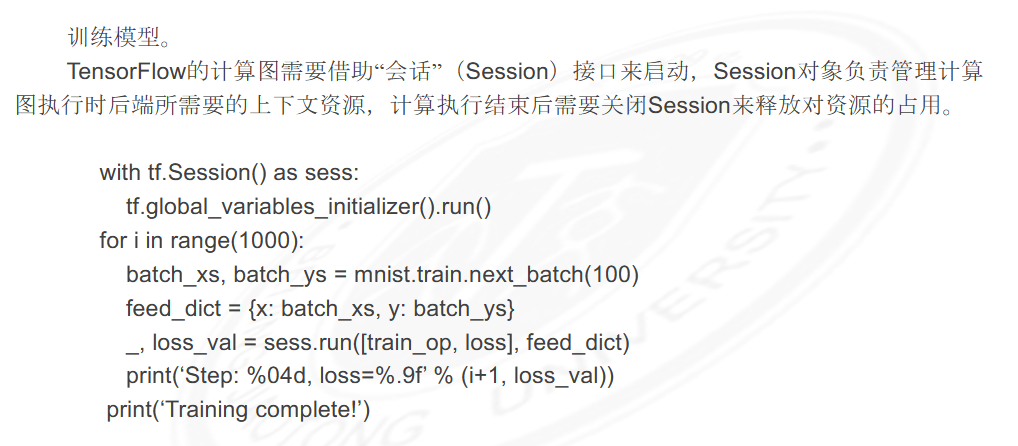 训练模型。
TensorFlow的计算图需要借助“会话”（Session）接口来启动，Session对象负责管理计算
图执行时后端所需要的上下文资源，计算执行结束后需要关闭Session来释放对资源的占用。
with tf.Session() as sess:
tf.global_variables_initializer().run()
for i in range(1000):
batch_xs, batch_ys = mnist.train.next_batch(100)
feed_dict = {x: batch_xs, y: batch_ys}
_, loss_val = sess.run([train_op, loss], feed_dict)
print(‘Step: %04d, loss=%.9f’ % (i+1, loss_val))
print(‘Training complete!’)
UNIVERSITY